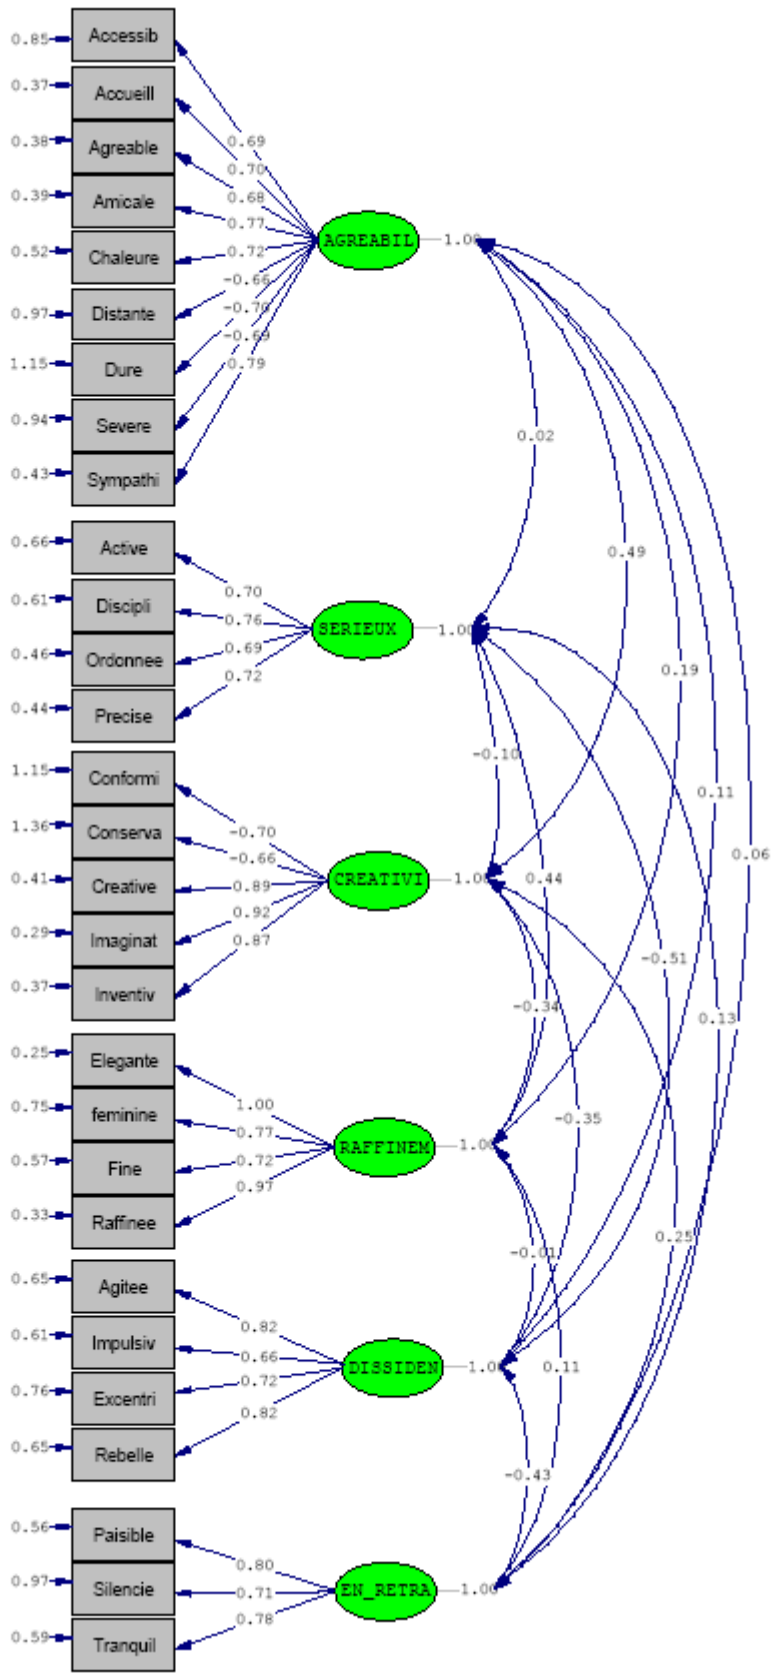 0.85 Accessib
0.37 Accueill
0.38 Agreable
0.39 Amicale
0.52 Chaleure
0.97 Distante
1.15 Dure
0.94 Severe
0.43 Sympathi
0.69
0.70
0.68
0.77
0.72
-0.66
-0.70
-0.69
0.79
AGREABIL 1.00
0.66 Active
0.61 Discipli
0.46 Ordonnee
0.44 Precise
0.70
0.76
0.69
0.72
SERIEUX 1.00
1.15 Conformi
1.36 Conserva
0.41 Creative
0.29 Imaginat
0.37 Inventiv
-0.70
-0.66
0.89
0.92
0.87
CREATIVI 1.00
0.25 Elegante
0.75 feminine
0.57 Fine
0.33 Raffinee
1.00
0.77
0.72
0.97
RAFFINEM 1.00
0.65 Agitee
0.61 Impulsiv
0.76 Excentri
0.65 Rebelle
0.82
0.66
0.72
0.82
DISSIDEN 1.00
0.56 Paisible
0.97 Silencie
0.59 Tranquil
0.80
0.71
0.78
EN_RETRA 1.00
0.02
0.49
0.19
-0.10
0.11
0.06
0.44
-0.51
-0.34
0.13
-0.35
0.25
-0.01
0.11
-0.43